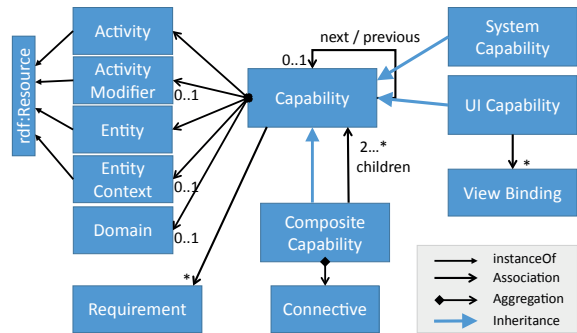 rdf:Resource
Activity
Activity
Modifier
0..1
Entity
Entity
Context
0..1
Domain
0..1
next / previous
0..1
Capability
System
Capability
UI Capability
*
View Binding
2...*
children
Composite
Capability
*
Requirement
Connective
instanceOf
Association
Aggregation
Inheritance